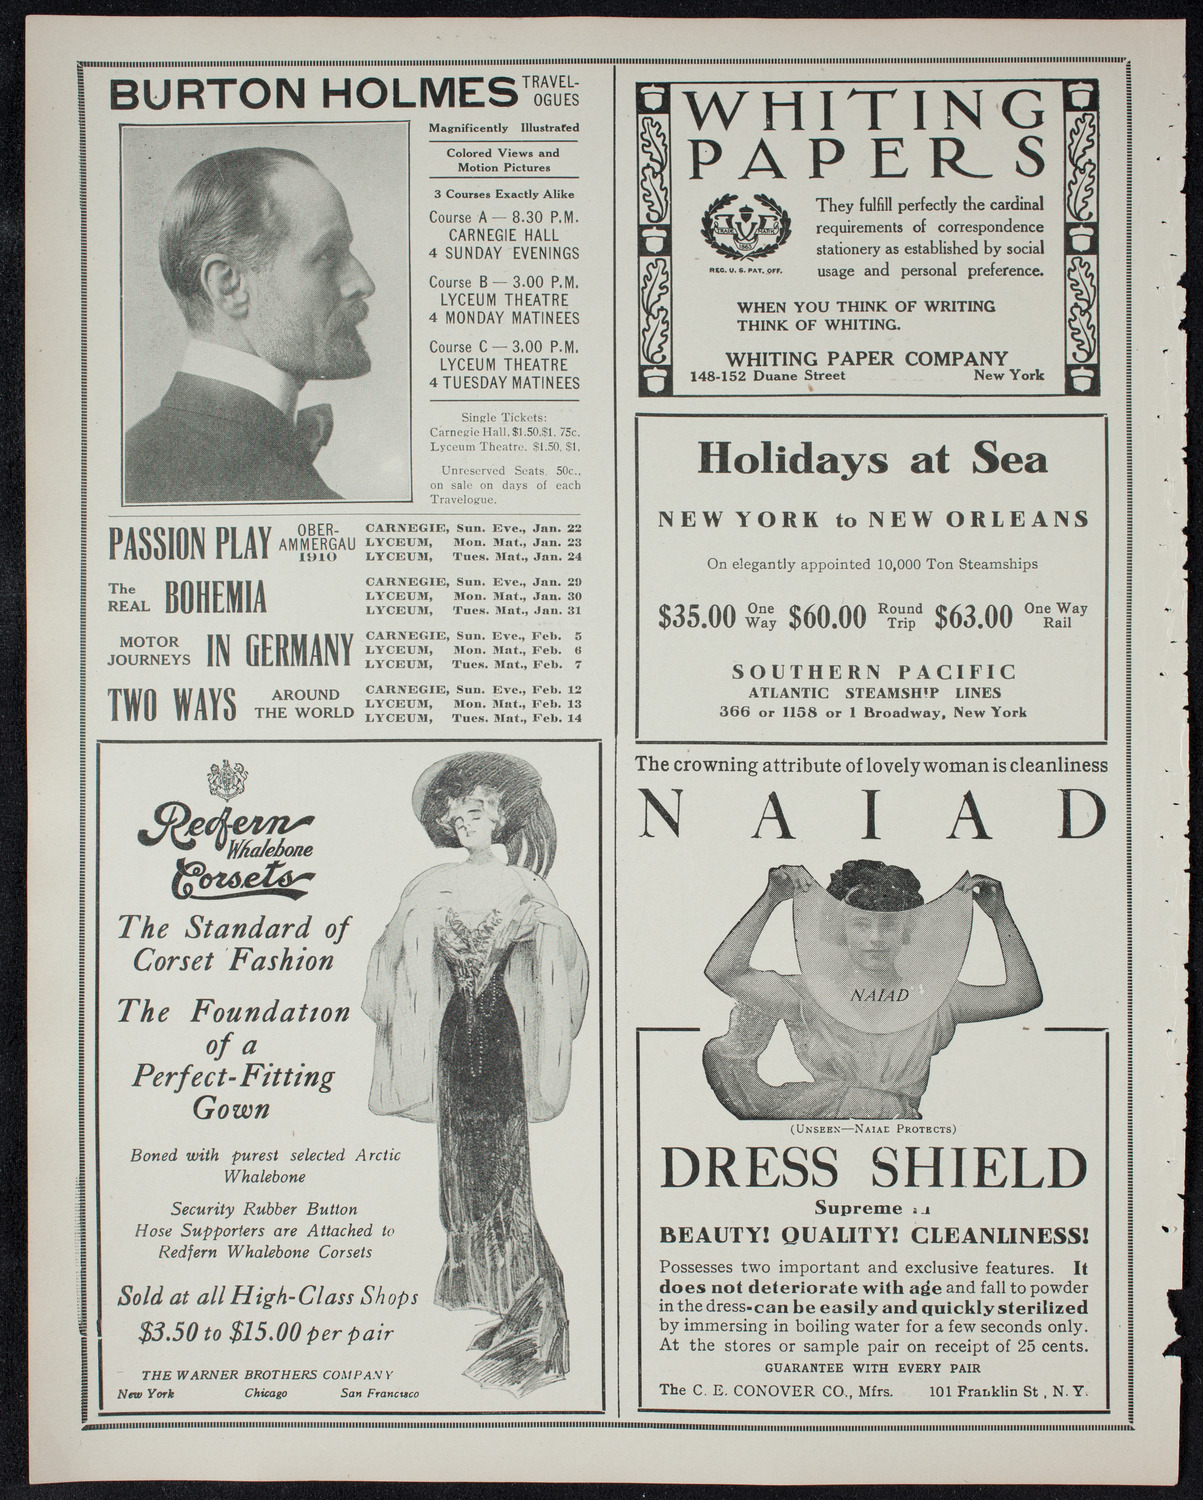 BURTON HOLMES TRAVEL-
OGUES
Magnificently Illustrated
Colored Views and
Motion Pictures
3 Courses Exactly Alike
Course A — 8.30 P.M.
CARNEGIE HALL
4 SUNDAY EVENINGS
Course B — 3.00 P.M.
LYCEUM THEATRE
4 MONDAY MATINEES
Course C — 3.00 P.M.
LYCEUM THEATRE
4 TUESDAY MATINEES
Single Tickets:
Carnegie Hall, $1.50,$1, 75c.
Lyceum Theatre. $1.50, $1.
Unreserved Seats, 50c.,
on sale on days of each
Travelogue.
PASSION PLAY OBER-
AMMERGAU
1910
CARNEGIE, Sun. Eve., Jan. 22
LYCEUM, Mon. Mat., Jan. 23
LYCEUM, Tues. Mat., Jan. 24
The
REAL BOHEMIA
CARNEGIE, Sun. Eve., Jan. 29
LYCEUM, Mon. Mat., Jan. 30
LYCEUM, Tues. Mat., Jan. 31
MOTOR
JOURNEYS IN GERMANY
CARNEGIE, Sun. Eve., Feb. 5
LYCEUM, Mon. Mat., Feb. 6
LYCEUM, Tues. Mat., Feb. 7
TWO WAYS AROUND
THE WORLD
CARNEGIE, Sun. Eve., Feb. 12
LYCEUM, Mon. Mat., Feb. 13
LYCEUM, Tues. Mat., Feb. 14
Redfern
Whalebone
Corsets
The Standard of
Corset Fashion
The Foundation
of a
Perfect-Fitting
Gown
Boned with purest selected Arctic
Whalebone
Security Rubber Button
Hose Supporters are Attached to
Redfern Whalebone Corsets
Sold at all High-Class Shops
$3.50 to $15.00 per pair
THE WARNER BROTHERS COMPANY
New York Chicago San Francisco
WHITING
PAPERS
TRADE MARK
1865
REG. U. S. PAT. OFF.
They fulfill perfectly the cardinal
requirements of correspondence
stationery as established by social
usage and personal preference.
WHEN YOU THINK OF WRITING
THINK OF WHITING.
WHITING PAPER COMPANY
148-152 Duane Street New York
Holidays at Sea
NEW YORK to NEW ORLEANS
On elegantly appointed 10,000 Ton Steamships
$35.00 One
Way $60.00 Round
Trip $63.00 One Way
Rail
SOUTHERN PACIFIC
ATLANTIC STEAMSHIP LINES
366 or 1158 or 1 Broadway, New York
The crowning attribute of lovely woman is cleanliness
NAIAD
NAIAD
(UNSEEN—NAIAD PROTECTS)
DRESS SHIELD
Supreme
BEAUTY! QUALITY! CLEANLINESS!
Possesses two important and exclusive features. It
does not deteriorate with age and fall to powder
in the dress-can be easily and quickly sterilized
by immersing in boiling water for a few seconds only.
At the stores or sample pair on receipt of 25 cents.
GUARANTEE WITH EVERY PAIR
The C. E. CONOVER CO., Mfrs. 101 Franklin St., N. Y.